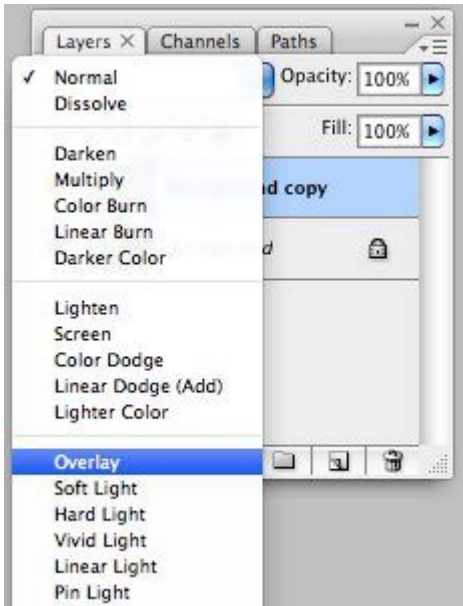 Layers × Channels Paths
✓ Normal
Opacity: 100%
Dissolve
Fill: 100%
Darken
Multiply
copy
Color Burn
Linear Burn
Darker Color
Lighten
Screen
Color Dodge
Linear Dodge (Add)
Lighter Color
Overlay
Soft Light
Hard Light
Vivid Light
Linear Light
Pin Light